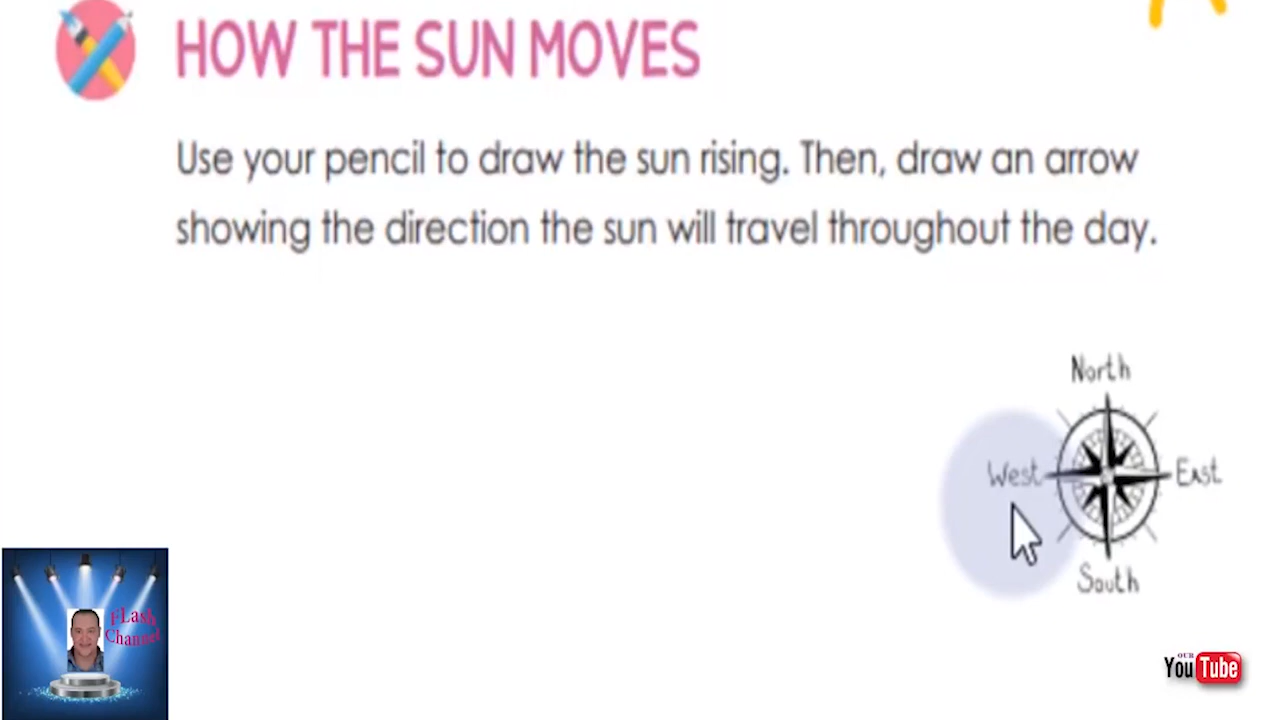 HOW THE SUN MOVES
Use your pencil to draw the sun rising. Then, draw an arrow
showing the direction the sun will travel throughout the day.
North
West
East
South
FLash
Channel
OUR
YouTube